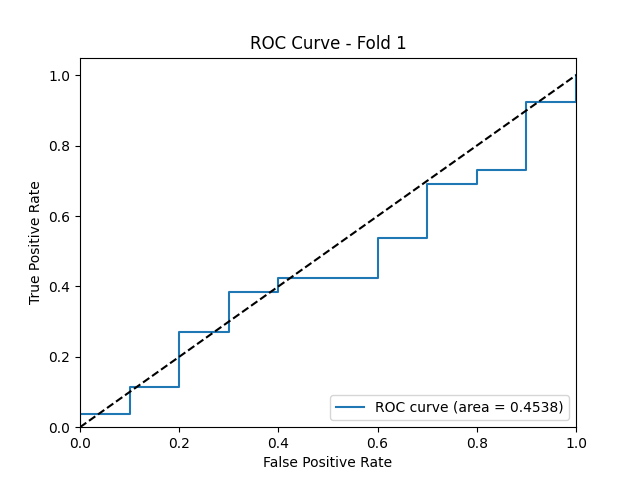 ROC Curve - Fold 1
True Positive Rate
1.0
0.8
0.6
0.4
0.2
0.0
ROC curve (area = 0.4538)
0.0 0.2 0.4 0.6 0.8 1.0
False Positive Rate